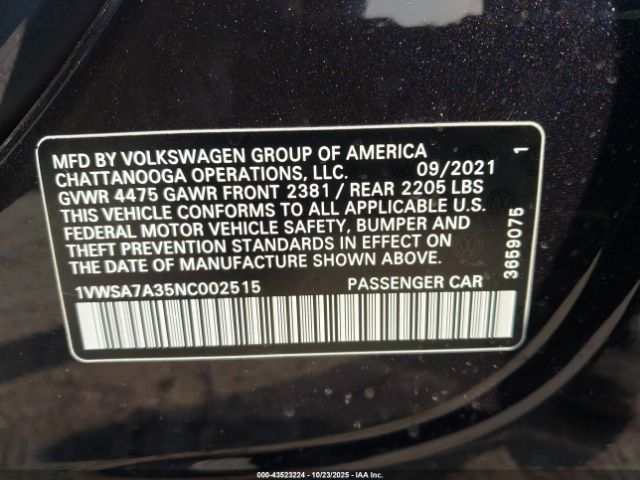 MFD BY VOLKSWAGEN GROUP OF AMERICA
CHATTANOOGA OPERATIONS, LLC. 09/2021
GVWR 4475 GAWR FRONT 2381 / REAR 2205 LBS
THIS VEHICLE CONFORMS TO ALL APPLICABLE U.S.
FEDERAL MOTOR VEHICLE SAFETY, BUMPER AND
THEFT PREVENTION STANDARDS IN EFFECT ON
THE DATE OF MANUFACTURE SHOWN ABOVE.
1VWSA7A35NC002515 PASSENGER CAR
1
3659075
000 - 43523224 - 10/23/2025 - IAA